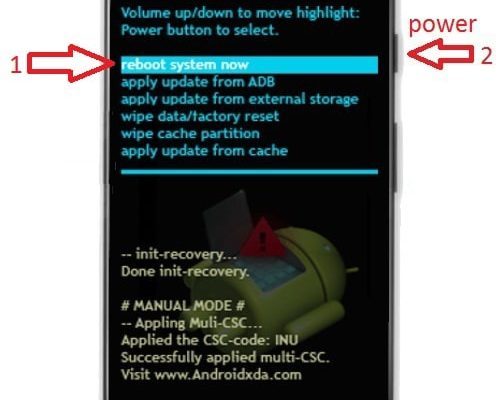 Volume up/down to move highlight:
Power button to select.
power
1
reboot system now
2
apply update from ADB
apply update from external storage
wipe data/factory reset
wipe cache partition
apply update from cache
-- init-recovery...
Done init-recovery.
# MANUAL MODE #
-- Appling Muli-CSC...
Applied the CSC-code: INU
Successfully applied multi-CSC.
Visit www.Androidxda.com